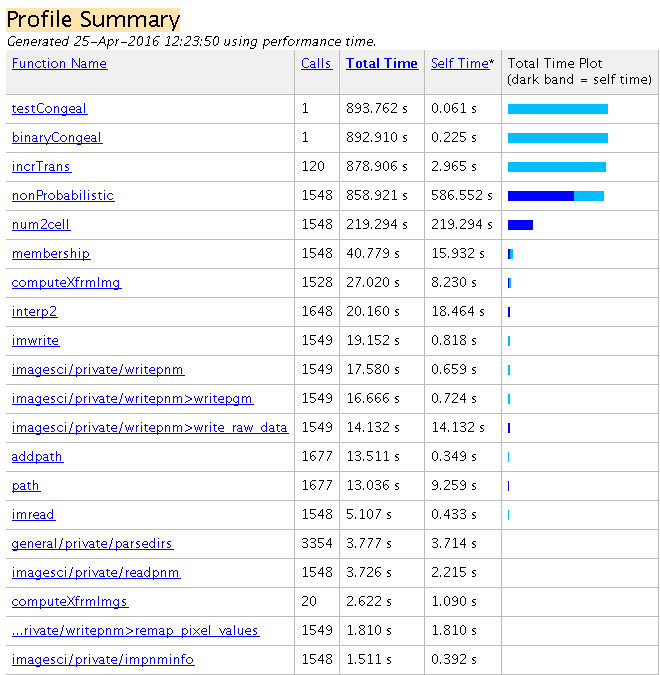 Profile Summary
Generated 25-Apr-2016 12:23:50 using performance time.
Function Name Calls Total Time Self Time* Total Time Plot
(dark band = self time)
testCongeal 1 893.762 s 0.061 s
binaryCongeal 1 892.910 s 0.225 s
incrTrans 120 878.906 s 2.965 s
nonProbabilistic 1548 858.921 s 586.552 s
num2cell 1548 219.294 s 219.294 s
membership 1548 40.779 s 15.932 s
computeXfrmImg 1528 27.020 s 8.230 s
interp2 1648 20.160 s 18.464 s
imwrite 1549 19.152 s 0.818 s
imagesci/private/writepnm 1549 17.580 s 0.659 s
imagesci/private/writepnm>writepgm 1549 16.666 s 0.724 s
imagesci/private/writepnm>write_raw_data 1549 14.132 s 14.132 s
addpath 1677 13.511 s 0.349 s
path 1677 13.036 s 9.259 s
imread 1548 5.107 s 0.433 s
general/private/parsedirs 3354 3.777 s 3.714 s
imagesci/private/readpnm 1548 3.726 s 2.215 s
computeXfrmImgs 20 2.622 s 1.090 s
...rivate/writepnm>remap_pixel_values 1549 1.810 s 1.810 s
imagesci/private/impnminfo 1548 1.511 s 0.392 s